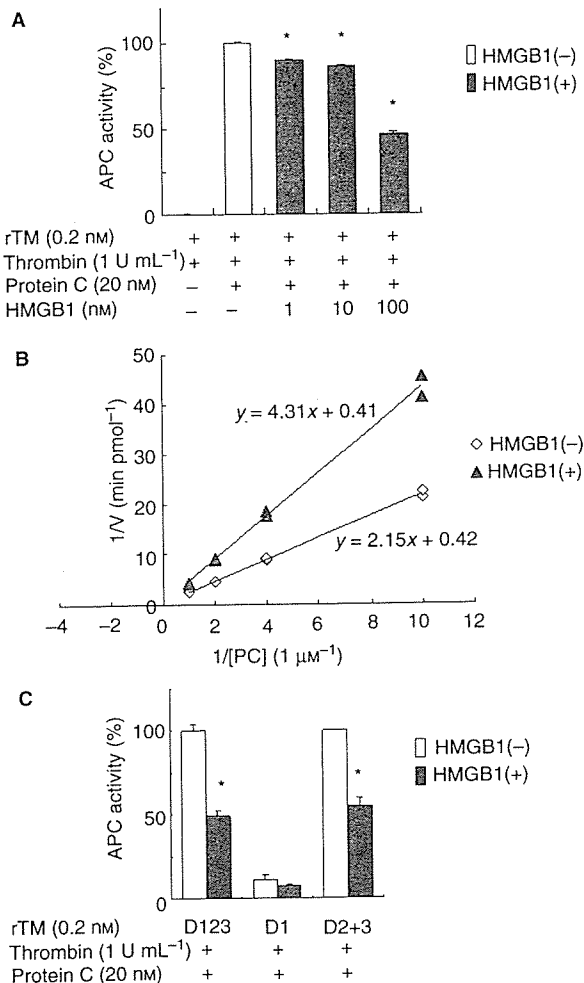 A
APC activity (%)
100
50
0
HMGB1(–)
HMGB1(+)
* * *
rTM (0.2 nM) + + + + +
Thrombin (1 U mL⁻¹) + + + + +
Protein C (20 nM) – + + + +
HMGB1 (nM) – – 1 10 100
B
1/V (min pmol⁻¹)
50
40
30
20
10
0
y = 4.31x + 0.41
y = 2.15x + 0.42
HMGB1(–)
HMGB1(+)
–4 –2 0 2 4 6 8 10 12
1/[PC] (1 μM⁻¹)
C
APC activity (%)
100
50
0
HMGB1(–)
HMGB1(+)
* *
rTM (0.2 nM) D123 D1 D2+3
Thrombin (1 U mL⁻¹) + + +
Protein C (20 nM) + + +